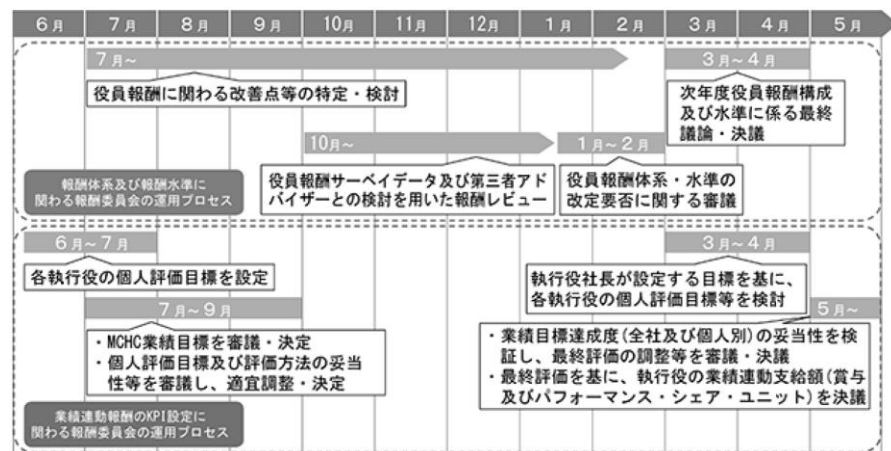 6月 7月 8月 9月 10月 11月 12月 1月 2月 3月 4月 5月
7月~
役員報酬に関わる改善点等の特定・検討
3月~4月
次年度役員報酬構成
及び水準に係る最終
議論・決議
10月~
役員報酬サーベイデータ及び第三者アド
バイザーとの検討を用いた報酬レビュー
1月~2月
役員報酬体系・水準の
改定要否に関する審議
報酬体系及び報酬水準に
関わる報酬委員会の運用プロセス
6月~7月
各執行役の個人評価目標を設定
7月~9月
・MCHC業績目標を審議・決定
・個人評価目標及び評価方法の妥当
性等を審議し、適宜調整・決定
3月~4月
執行役社長が設定する目標を基に、
各執行役の個人評価目標等を検討
5月~
・業績目標達成度(全社及び個人別)の妥当性を検
証し、最終評価の調整等を審議・決議
・最終評価を基に、執行役の業績連動支給額(賞与
及びパフォーマンス・シェア・ユニット)を決議
業績連動報酬のKPI設定に
関わる報酬委員会の運用プロセス